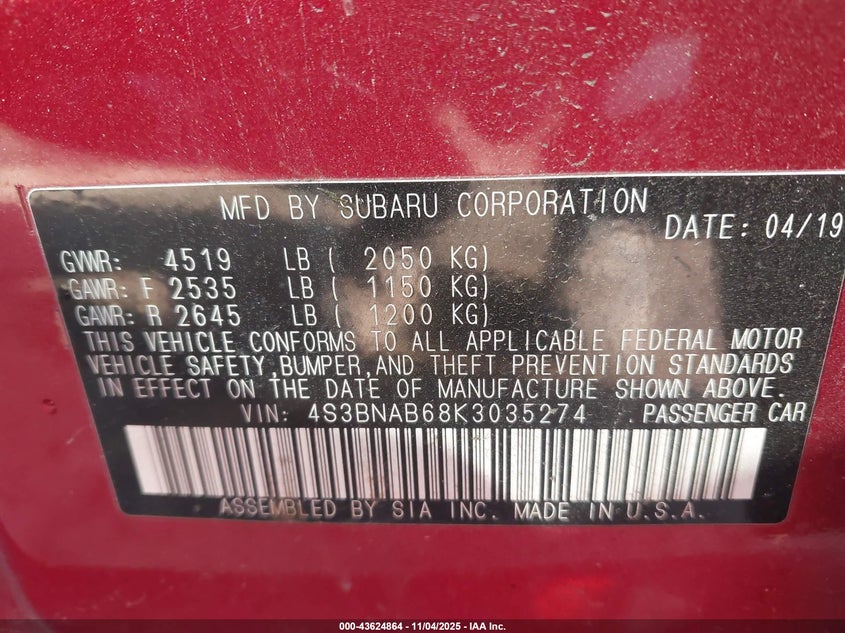 MFD BY SUBARU CORPORATION
DATE: 04/19
GVWR: 4519 LB ( 2050 KG)
GAWR: F 2535 LB ( 1150 KG)
GAWR: R 2645 LB ( 1200 KG)
THIS VEHICLE CONFORMS TO ALL APPLICABLE FEDERAL MOTOR
VEHICLE SAFETY,BUMPER,AND THEFT PREVENTION STANDARDS
IN EFFECT ON THE DATE OF MANUFACTURE SHOWN ABOVE.
VIN: 4S3BNAB68K3035274 PASSENGER CAR
ASSEMBLED BY SIA INC. MADE IN U.S.A.
000-43624864 - 11/04/2025 - IAA Inc.